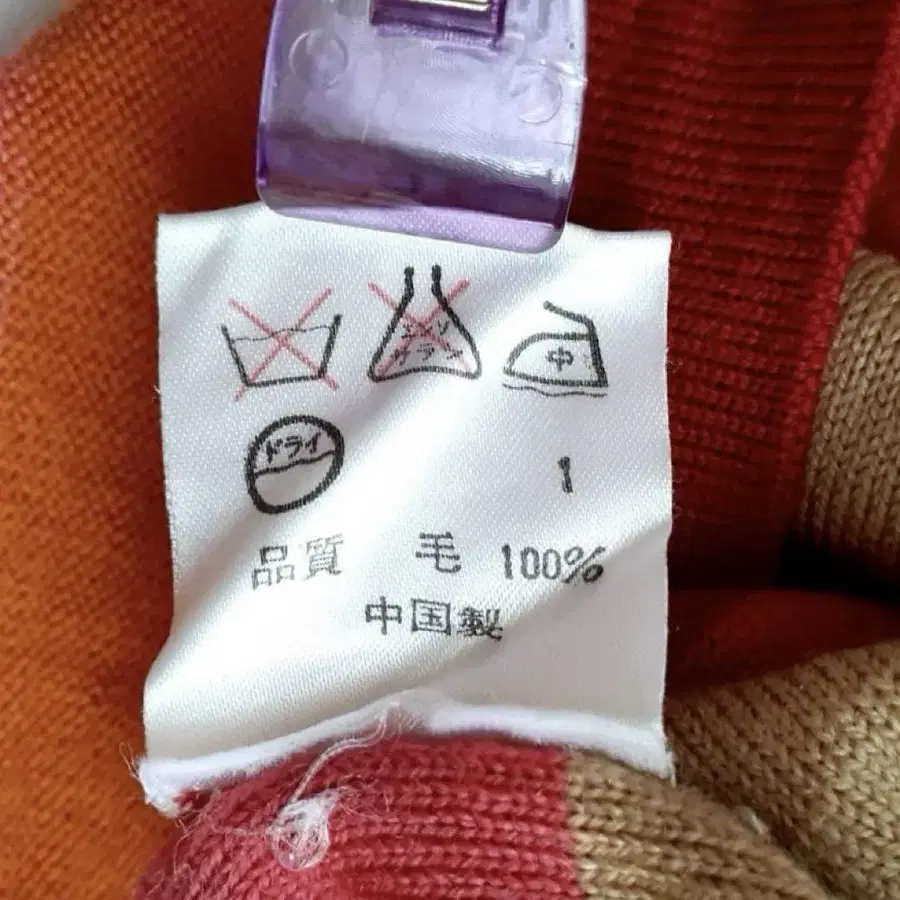 エンソ
サラシ
中
ドライ
1
品質 毛 100%
中国製